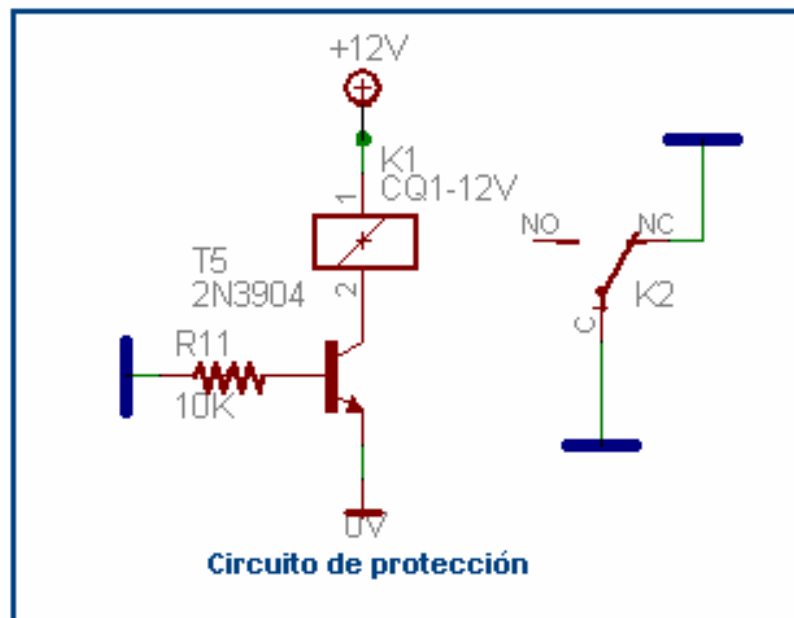 +12V
K1
CQ1-12V
1
2
T5
2N3904
R11
10K
0V
NO
NC
K2
C
Circuito de protección